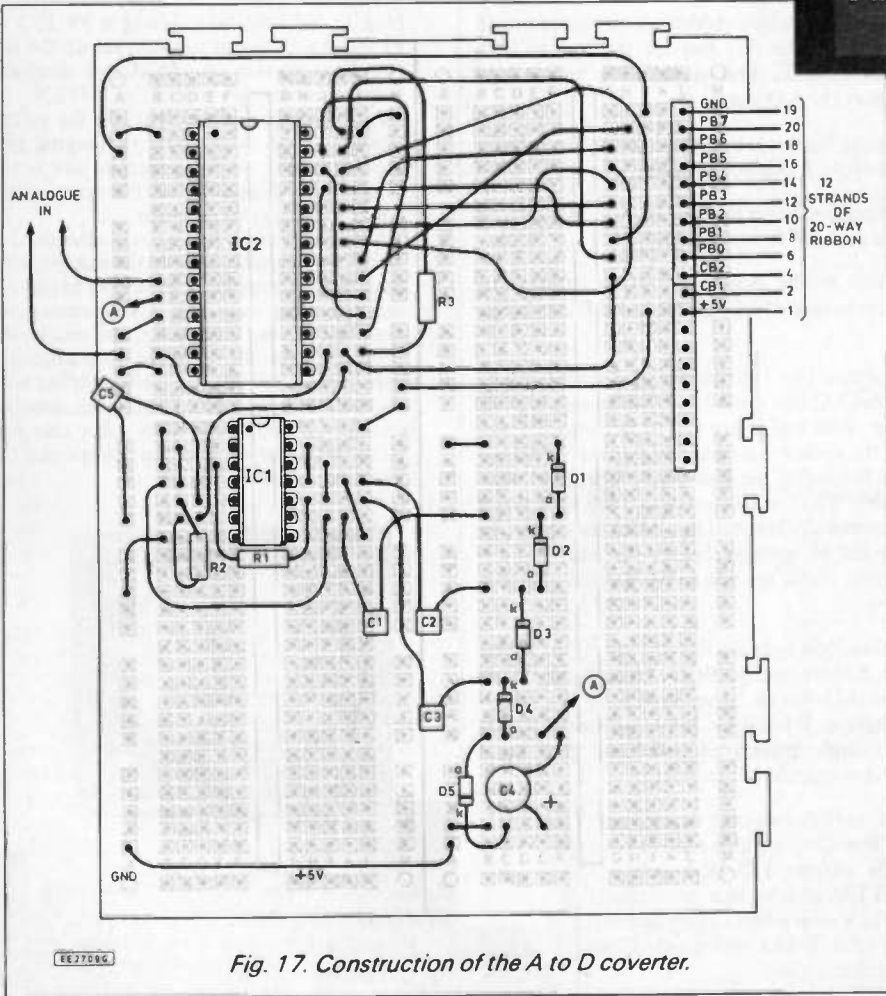 GND 19
PB7 20
PB6 18
PB5 16
PB4 14
PB3 12
PB2 10
PB1 8
PB0 6
CB2 4
CB1 2
+5V 1
12
STRANDS
OF
20-WAY
RIBBON
ANALOGUE
IN
A
IC2
R3
C5
IC1
R2
R1
k
D1
a
k
D2
a
k
D3
a
C1
C2
C3
k
D4
a
A
a
D5
k
C4
+
GND
+5V
EE2709G
Fig. 17. Construction of the A to D coverter.